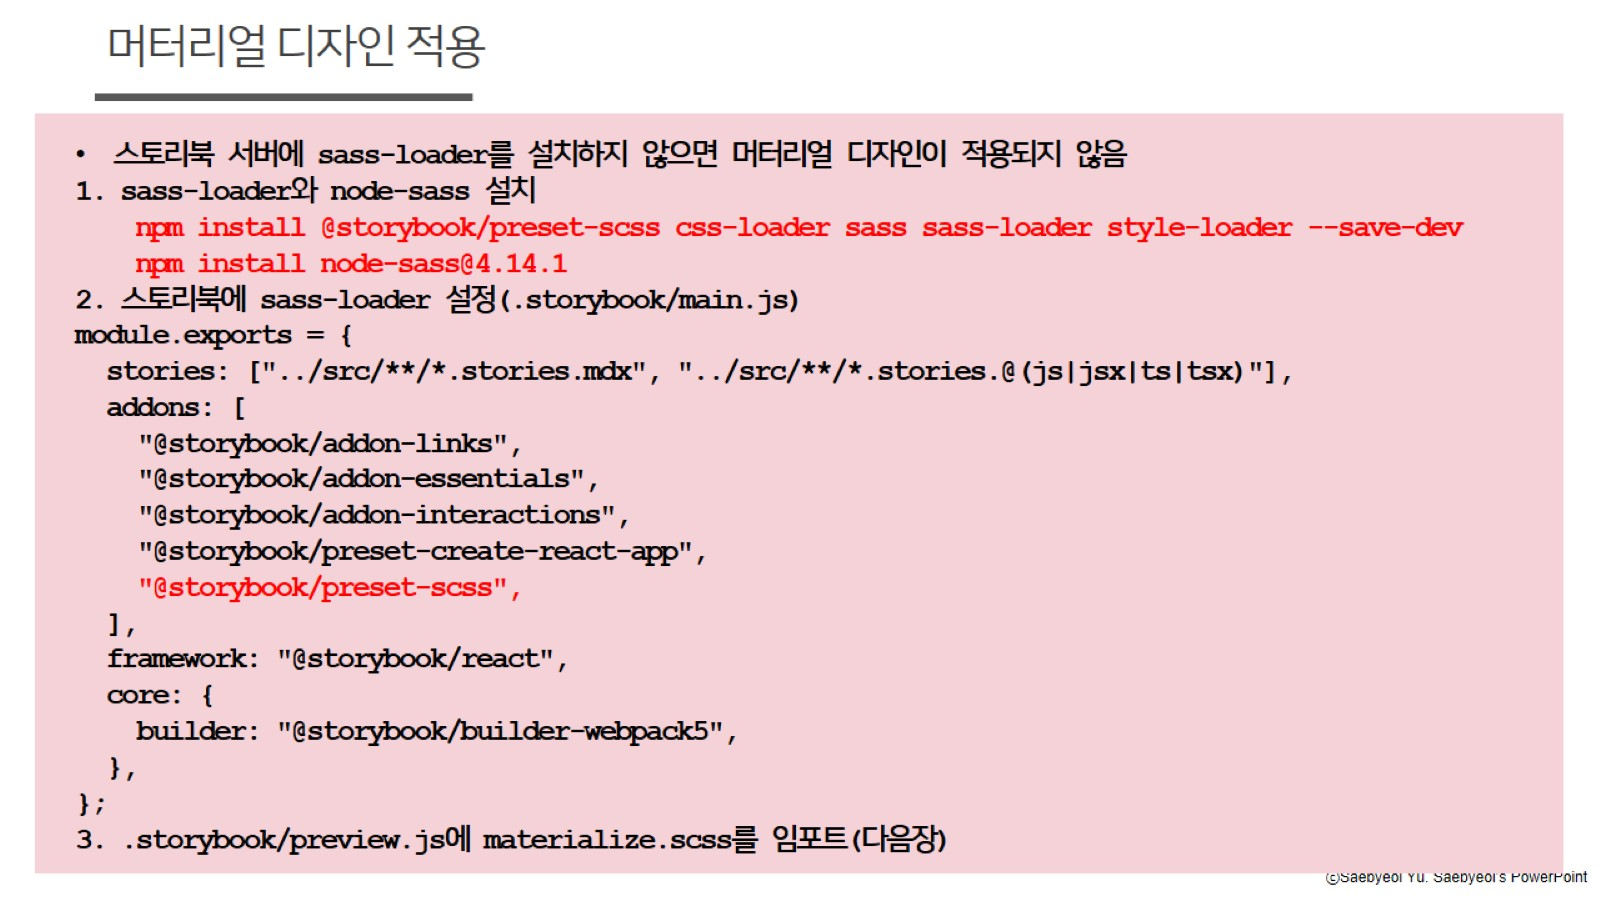 머터리얼 디자인 적용
• 스토리북 서버에 sass-loader를 설치하지 않으면 머터리얼 디자인이 적용되지 않음
1. sass-loader와 node-sass 설치
npm install @storybook/preset-scss css-loader sass sass-loader style-loader --save-dev
npm install node-sass@4.14.1
2. 스토리북에 sass-loader 설정(.storybook/main.js)
module.exports = {
stories: ["../src/**/*.stories.mdx", "../src/**/*.stories.@(js|jsx|ts|tsx)"],
addons: [
"@storybook/addon-links",
"@storybook/addon-essentials",
"@storybook/addon-interactions",
"@storybook/preset-create-react-app",
"@storybook/preset-scss",
],
framework: "@storybook/react",
core: {
builder: "@storybook/builder-webpack5",
},
};
3. .storybook/preview.js에 materialize.scss를 임포트(다음장)
ⓒSaebyeol Yu. Saebyeol's PowerPoint